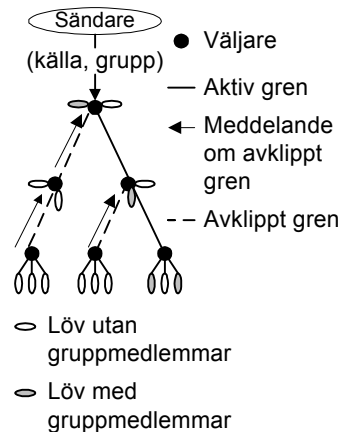 Sändare
(källa, grupp)
Väljare
Aktiv gren
Meddelande
om avklippt
gren
Avklippt gren
Löv utan
gruppmedlemmar
Löv med
gruppmedlemmar